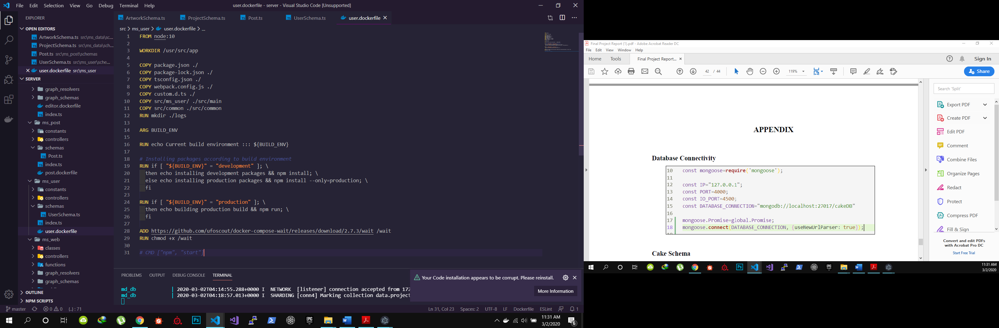 File Edit Selection View Go Debug Terminal Help
user.dockerfile - server - Visual Studio Code [Unsupported]
EXPLORER
OPEN EDITORS
TS ArtworkSchema.ts src\ms_data\sc...
TS ProjectSchema.ts src\ms_data\sch...
TS Post.ts src\ms_post\schemas
TS UserSchema.ts src\ms_user\sche...
user.dockerfile src\ms_user
SERVER
graph_resolvers
graph_schemas
editor.dockerfile
TS index.ts
ms_post
constants
controllers
schemas
TS Post.ts
TS index.ts
post.dockerfile
ms_user
constants
controllers
schemas
TS UserSchema.ts
TS index.ts
user.dockerfile
ms_web
classes
controllers
functions
graph_resolvers
graph_schemas
OUTLINE
NPM SCRIPTS
TS ArtworkSchema.ts TS ProjectSchema.ts TS Post.ts TS UserSchema.ts user.dockerfile
src > ms_user > user.dockerfile > ...
1 FROM node:10
2
3 WORKDIR /usr/src/app
4
5 COPY package.json ./
6 COPY package-lock.json ./
7 COPY tsconfig.json ./
8 COPY webpack.config.js ./
9 COPY custom.d.ts ./
10 COPY src/ms_user/ ./src/main
11 COPY src/common ./src/common
12 RUN mkdir ./logs
13
14 ARG BUILD_ENV
15
16 RUN echo Current build environment ::: ${BUILD_ENV}
17
18 # Installing packages according to build environment
19 RUN if [ "${BUILD_ENV}" = "development" ]; \
20 then echo installing development packages && npm install; \
21 else echo installing production packages && npm install --only=production; \
22 fi
23
24 RUN if [ "${BUILD_ENV}" = "production" ]; \
25 then echo building production build && npm run; \
26 fi
27
28 ADD https://github.com/ufoscout/docker-compose-wait/releases/download/2.7.3/wait /wait
29 RUN chmod +x /wait
30
31 # CMD ["npm", "start"]
PROBLEMS OUTPUT DEBUG CONSOLE TERMINAL
md_db | 2020-03-02T04:14:55.288+0000 I NETWORK [listener] connection accepted from 172
md_db | 2020-03-02T04:18:57.013+0000 I SHARDING [conn4] Marking collection data.project
Your Code installation appears to be corrupt. Please reinstall.
More Information
master 0 0 {..} : 71
Ln 31, Col 23 Spaces: 2 UTF-8 LF Dockerfile ESLint 1
Ps
EPIC GAMES
11:31 AM
3/2/2020
6
Final Project Report (1).pdf - Adobe Acrobat Reader DC
File Edit View Window Help
Home Tools Final Project Report... × Sign In
42 / 44 119% Share
APPENDIX
Database Connectivity
10 const mongoose=require('mongoose');
11
12 const IP="127.0.0.1";
13 const PORT=4000;
14 const IO_PORT=4500;
15 const DATABASE_CONNECTION="mongodb://localhost:27017/cakeDB"
16
17 mongoose.Promise=global.Promise;
18 mongoose.connect(DATABASE_CONNECTION, {useNewUrlParser: true});
Cake Schema
Search 'Split'
Export PDF
Create PDF
Edit PDF
Comment
Combine Files
Organize Pages
Redact
Protect
Compress PDF
Fill & Sign
Convert and edit PDFs
with Acrobat Pro DC
Start Free Trial
Ps
EPIC GAMES
11:31 AM
3/2/2020